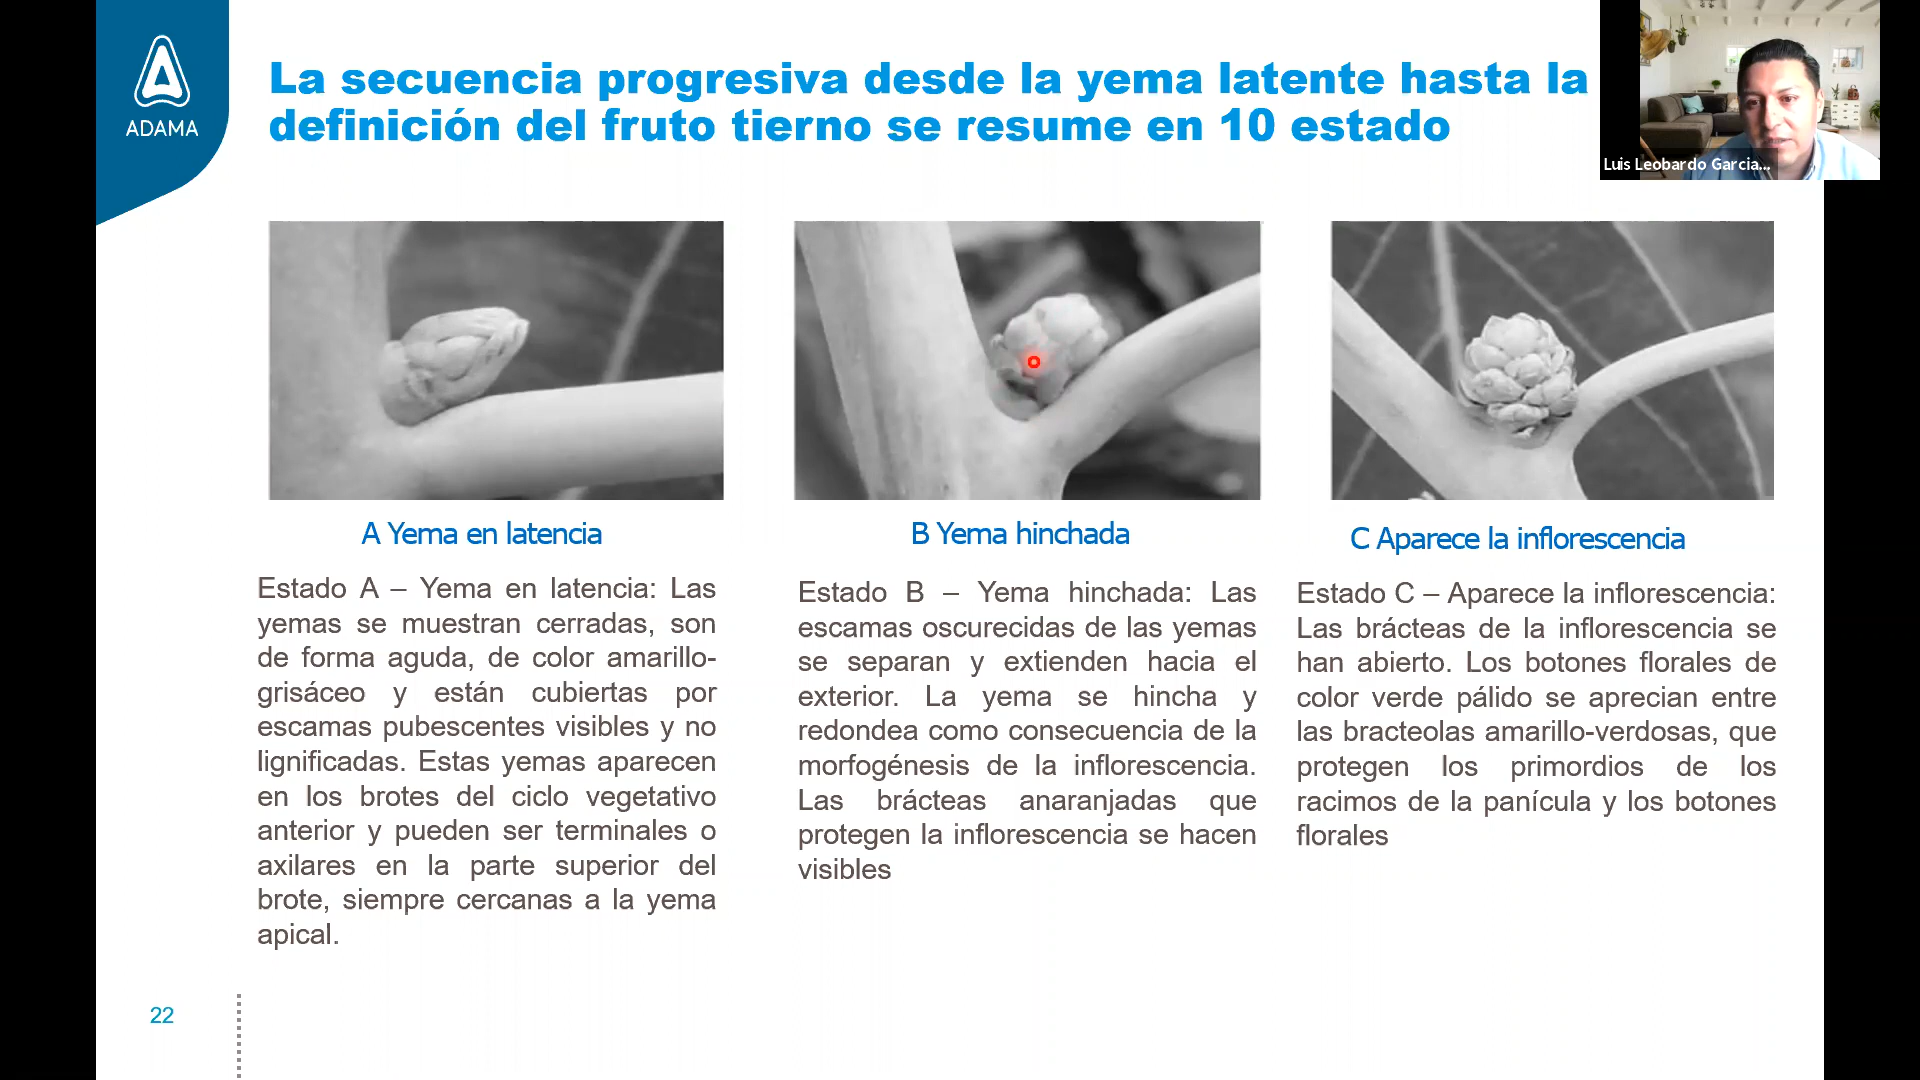 ADAMA
La secuencia progresiva desde la yema latente hasta la
definición del fruto tierno se resume en 10 estado
Luis Leobardo Garcia...
A Yema en latencia
Estado A – Yema en latencia: Las
yemas se muestran cerradas, son
de forma aguda, de color amarillo-
grisáceo y están cubiertas por
escamas pubescentes visibles y no
lignificadas. Estas yemas aparecen
en los brotes del ciclo vegetativo
anterior y pueden ser terminales o
axilares en la parte superior del
brote, siempre cercanas a la yema
apical.
B Yema hinchada
Estado B – Yema hinchada: Las
escamas oscurecidas de las yemas
se separan y extienden hacia el
exterior. La yema se hincha y
redondea como consecuencia de la
morfogénesis de la inflorescencia.
Las brácteas anaranjadas que
protegen la inflorescencia se hacen
visibles
C Aparece la inflorescencia
Estado C – Aparece la inflorescencia:
Las brácteas de la inflorescencia se
han abierto. Los botones florales de
color verde pálido se aprecian entre
las bracteolas amarillo-verdosas, que
protegen los primordios de los
racimos de la panícula y los botones
florales
22